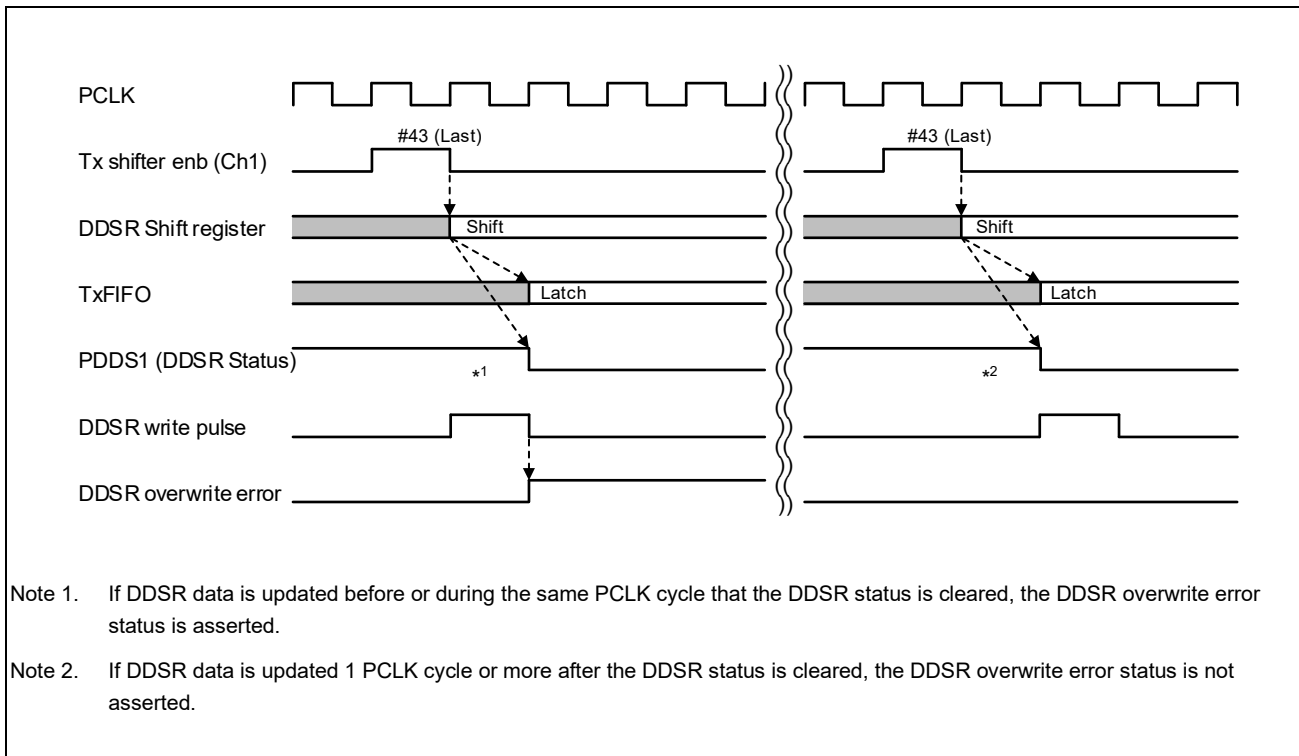 PCLK
#43 (Last) #43 (Last)
Tx shifter enb (Ch1)
DDSR Shift register Shift Shift
TxFIFO Latch Latch
PDDS1 (DDSR Status) *1 *2
DDSR write pulse
DDSR overwrite error
Note 1. If DDSR data is updated before or during the same PCLK cycle that the DDSR status is cleared, the DDSR overwrite error
status is asserted.
Note 2. If DDSR data is updated 1 PCLK cycle or more after the DDSR status is cleared, the DDSR overwrite error status is not
asserted.